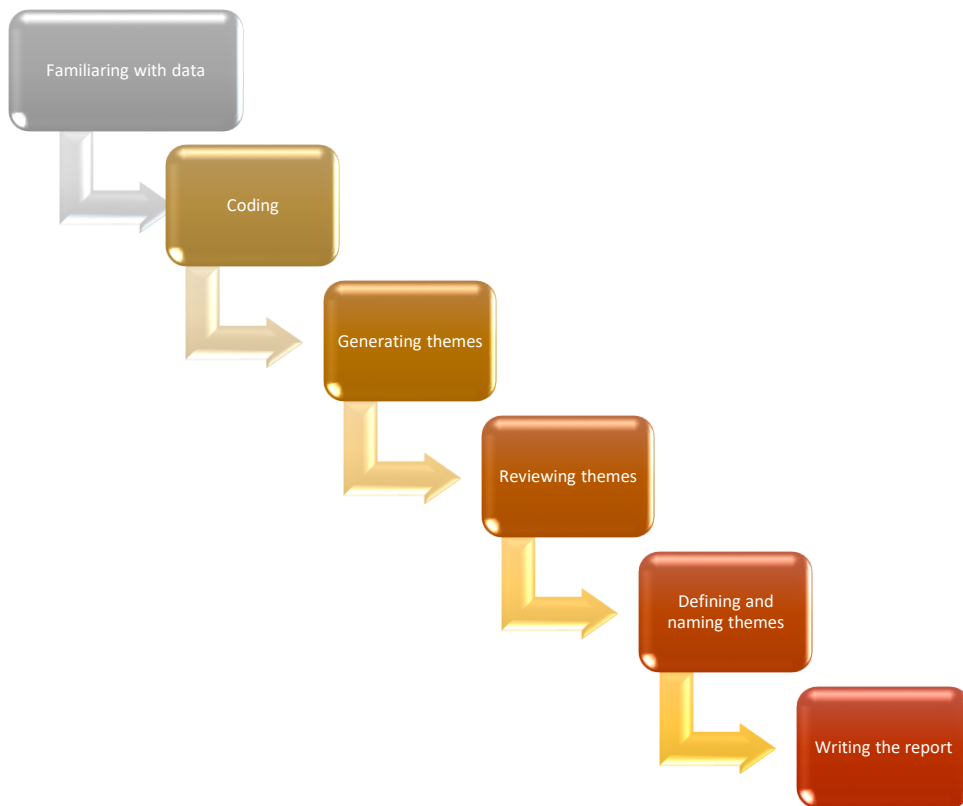 Familiaring with data
Coding
Generating themes
Reviewing themes
Defining and
naming themes
Writing the report